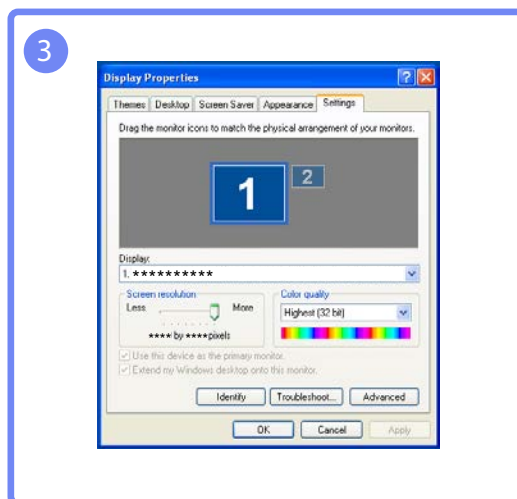 3
Display Properties
Themes Desktop Screen Saver Appearance Settings
Drag the monitor icons to match the physical arrangement of your monitors.
1 2
Display:
1. **********
Screen resolution Color quality
Less More Highest (32 bit)
**** by ****pixels
Use this device as the primary monitor.
Extend my Windows desktop onto this monitor.
Identify Troubleshoot... Advanced
OK Cancel Apply